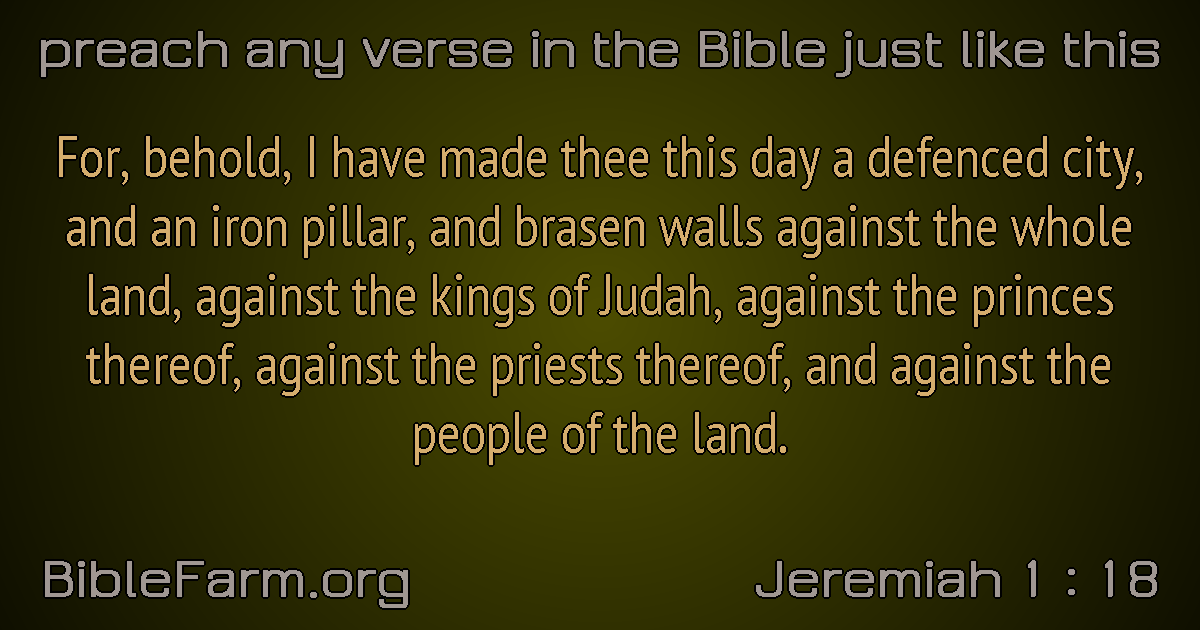 preach any verse in the Bible just like this
For, behold, I have made thee this day a defenced city,
and an iron pillar, and brasen walls against the whole
land, against the kings of Judah, against the princes
thereof, against the priests thereof, and against the
people of the land.
BibleFarm.org
Jeremiah 1 : 18